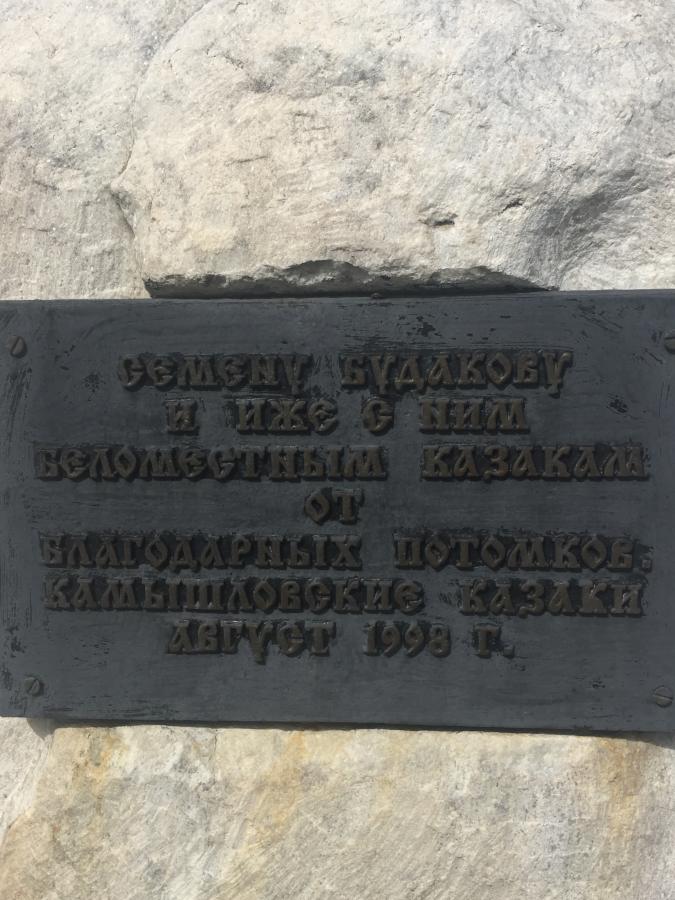 СЕМЕНУ БУДАКОВУ
И ИЖЕ С НИМ
БЕЛОМЕСТНЫМ КАЗАКАМ
ОТ
БЛАГОДАРНЫХ ПОТОМКОВ.
КАМЫШЛОВСКИЕ КАЗАКИ
АВГУСТ 1998 Г.